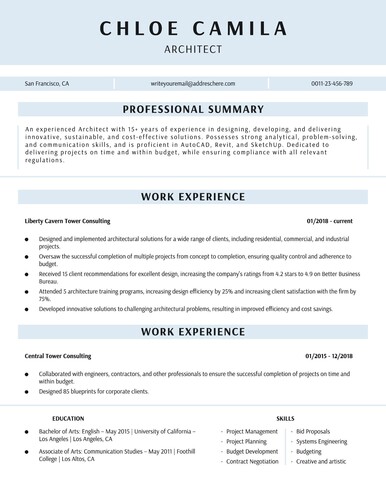 CHLOE CAMILA
ARCHITECT
San Francisco, CA
writeyouremail@addreschere.com
0011-23-456-789
PROFESSIONAL SUMMARY
An experienced Architect with 15+ years of experience in designing, developing, and delivering
innovative, sustainable, and cost-effective solutions. Possesses strong analytical, problem-solving,
and communication skills, and is proficient in AutoCAD, Revit, and SketchUp. Dedicated to
delivering projects on time and within budget, while ensuring compliance with all relevant
regulations.
WORK EXPERIENCE
Liberty Cavern Tower Consulting 01/2018 - current
● Designed and implemented architectural solutions for a wide range of clients, including residential, commercial, and industrial
projects.
● Oversaw the successful completion of multiple projects from concept to completion, ensuring quality control and adherence to
budget.
● Received 15 client recommendations for excellent design, increasing the company's ratings from 4.2 stars to 4.9 on Better Business
Bureau.
● Attended 3 architecture training programs, increasing design efficiency by 25% and increasing client satisfaction with the firm by
75%.
● Developed innovative solutions to challenging architectural problems, resulting in improved efficiency and cost savings.
WORK EXPERIENCE
Central Tower Consulting 01/2015 - 12/2018
● Collaborated with engineers, contractors, and other professionals to ensure the successful completion of projects on time and
within budget.
● Designed 85 blueprints for corporate clients.
EDUCATION
● Bachelor of Arts: English – May 2015 | University of California –
Los Angeles | Los Angeles, CA
● Associate of Arts: Communication Studies – May 2011 | Foothill
College | Los Altos, CA
SKILLS
- Project Management
- Project Planning
- Budget Development
- Contract Negotiation
- Bid Proposals
- Systems Engineering
- Budgeting
- Creative and artistic